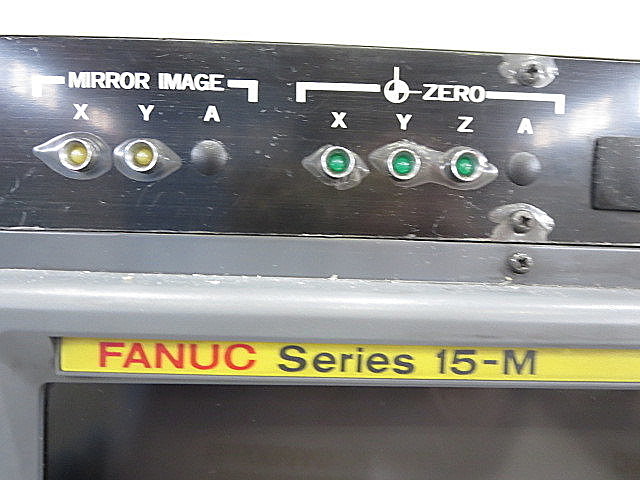 MIRROR IMAGE
X Y A
ZERO
X Y Z A
FANUC Series 15-M